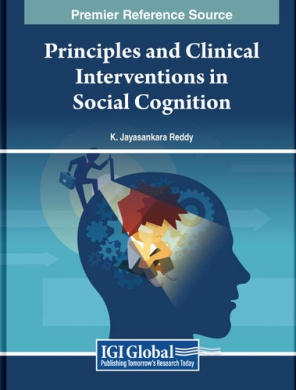 Premier Reference Source
Principles and Clinical
Interventions in
Social Cognition
K. Jayasankara Reddy
IGI Global
Publishing Tomorrow's Research Today